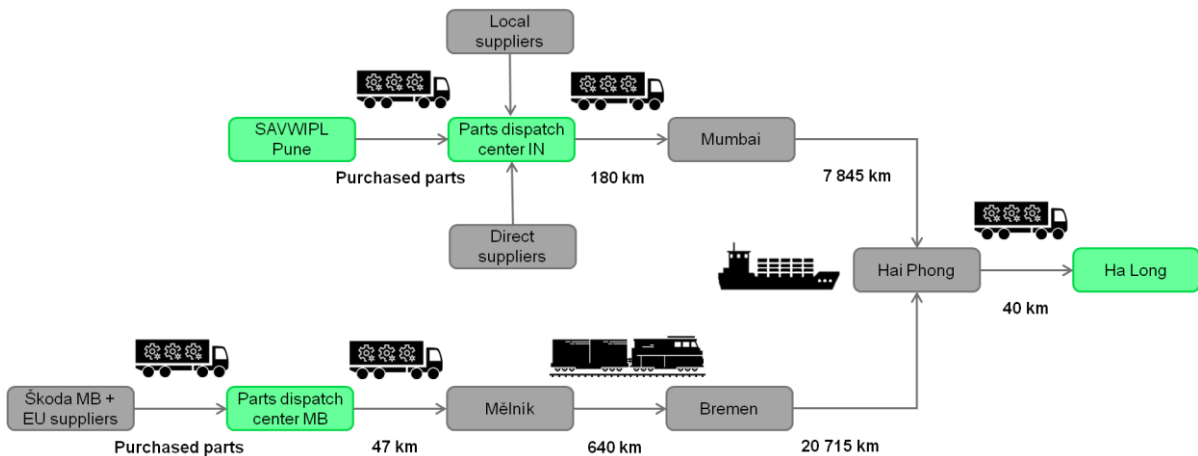 Local
suppliers
SAVWIPL
Pune
Parts dispatch
center IN
Mumbai
Purchased parts
180 km
7 845 km
Direct
suppliers
Hai Phong
Ha Long
40 km
Škoda MB +
EU suppliers
Parts dispatch
center MB
Mělník
Bremen
Purchased parts
47 km
640 km
20 715 km